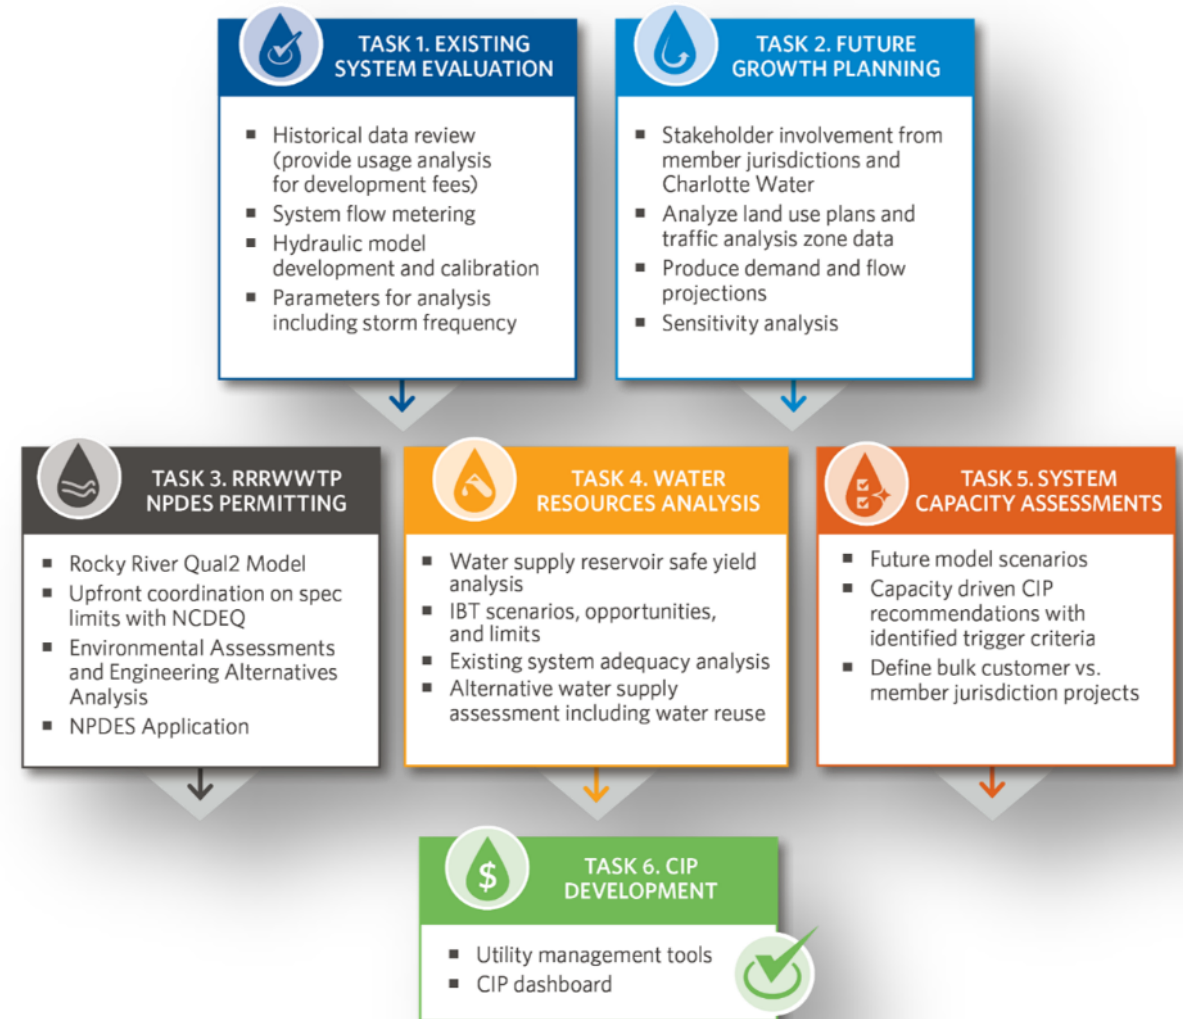 TASK 1. EXISTING
SYSTEM EVALUATION
▪ Historical data review
(provide usage analysis
for development fees)
▪ System flow metering
▪ Hydraulic model
development and calibration
▪ Parameters for analysis
including storm frequency
TASK 2. FUTURE
GROWTH PLANNING
▪ Stakeholder involvement from
member jurisdictions and
Charlotte Water
▪ Analyze land use plans and
traffic analysis zone data
▪ Produce demand and flow
projections
▪ Sensitivity analysis
TASK 3. RRRWWTP
NPDES PERMITTING
▪ Rocky River Qual2 Model
▪ Upfront coordination on spec
limits with NCDEQ
▪ Environmental Assessments
and Engineering Alternatives
Analysis
▪ NPDES Application
TASK 4. WATER
RESOURCES ANALYSIS
▪ Water supply reservoir safe yield
analysis
▪ IBT scenarios, opportunities,
and limits
▪ Existing system adequacy analysis
▪ Alternative water supply
assessment including water reuse
TASK 5. SYSTEM
CAPACITY ASSESSMENTS
▪ Future model scenarios
▪ Capacity driven CIP
recommendations with
identified trigger criteria
▪ Define bulk customer vs.
member jurisdiction projects
$
TASK 6. CIP
DEVELOPMENT
▪ Utility management tools
▪ CIP dashboard